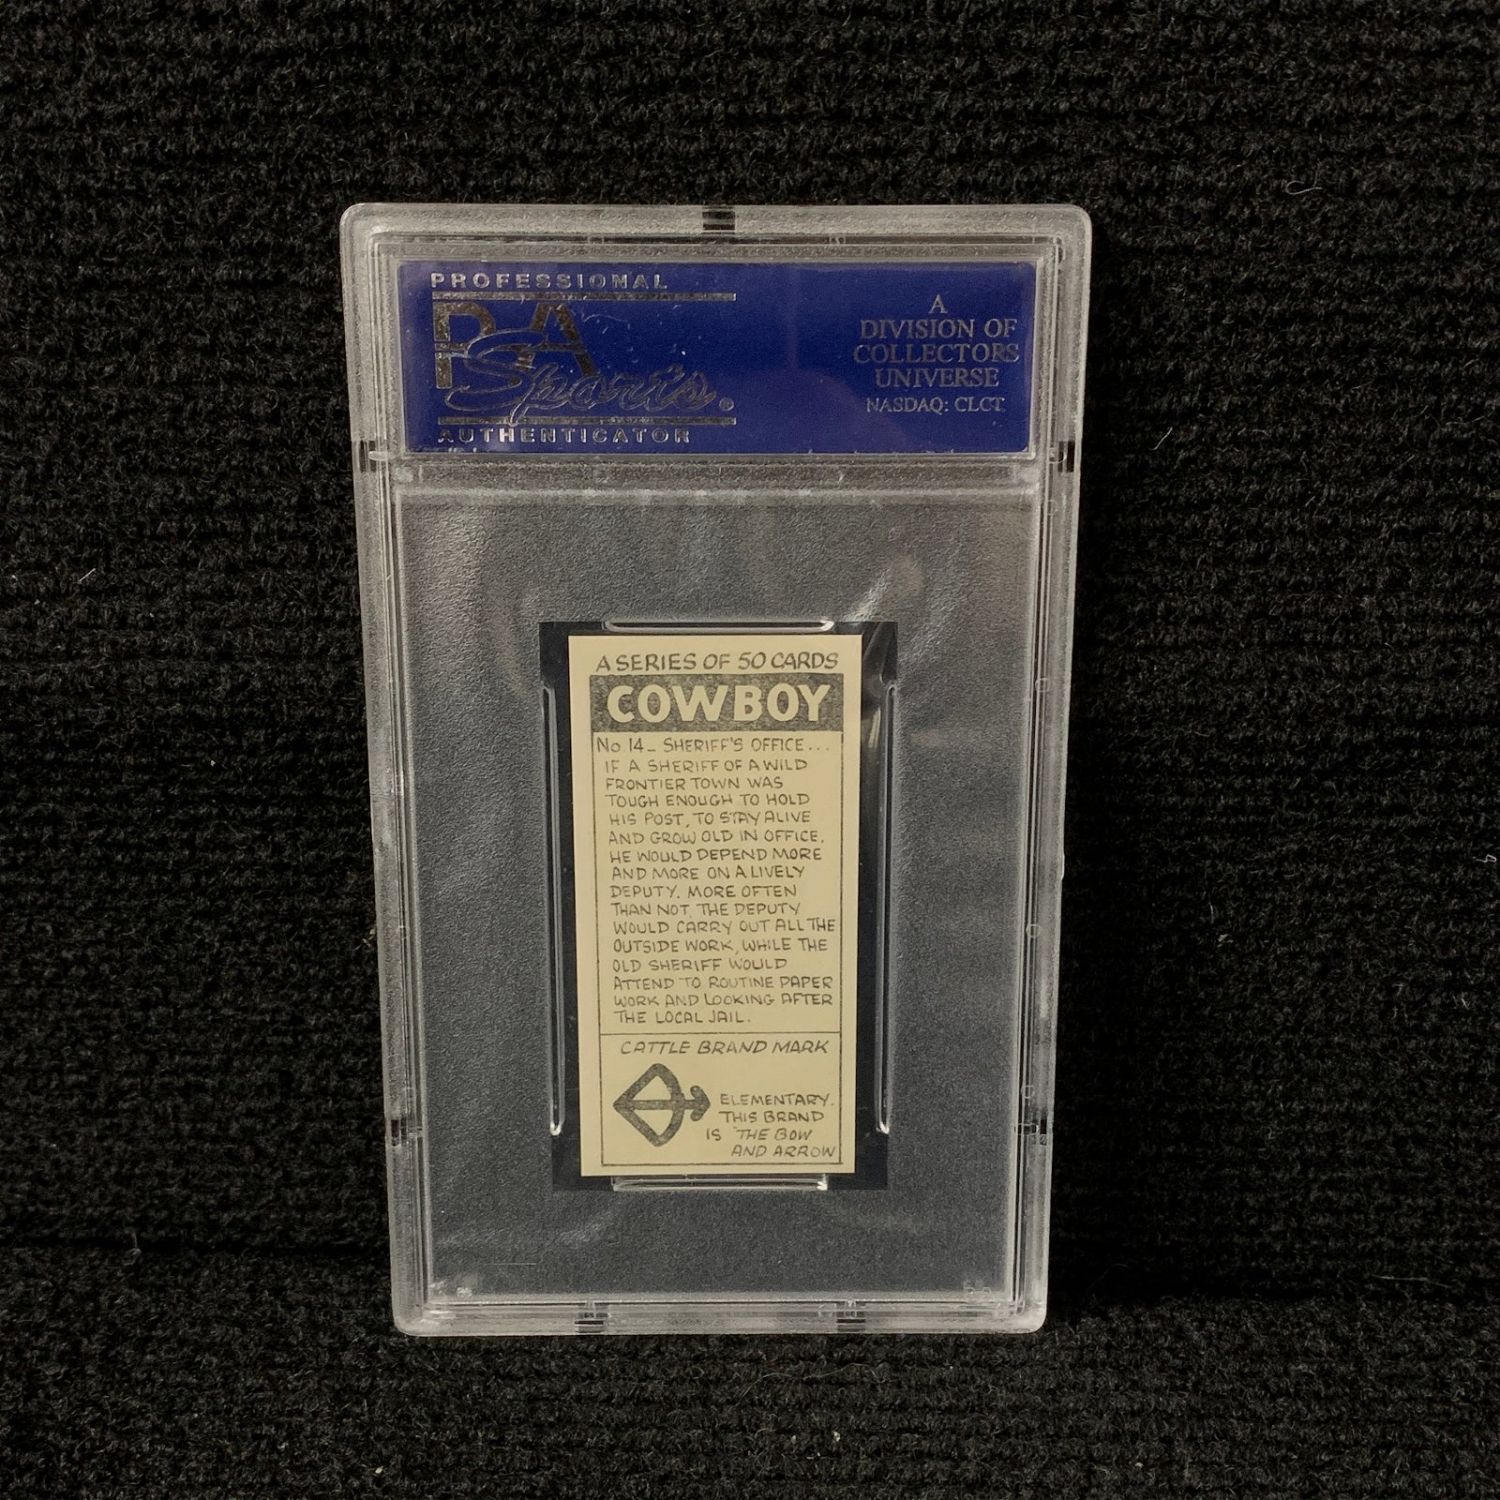 PROFESSIONAL
PSA
Sports®
AUTHENTICATOR
A
DIVISION OF
COLLECTORS
UNIVERSE
NASDAQ: CLCT
A SERIES OF 50 CARDS
COWBOY
No 14_ SHERIFF'S OFFICE...
IF A SHERIFF OF A WILD
FRONTIER TOWN WAS
TOUGH ENOUGH TO HOLD
HIS POST, TO STAY ALIVE
AND GROW OLD IN OFFICE,
HE WOULD DEPEND MORE
AND MORE ON A LIVELY
DEPUTY. MORE OFTEN
THAN NOT, THE DEPUTY
WOULD CARRY OUT ALL THE
OUTSIDE WORK, WHILE THE
OLD SHERIFF WOULD
ATTEND TO ROUTINE PAPER
WORK AND LOOKING AFTER
THE LOCAL JAIL.
CATTLE BRAND MARK
ELEMENTARY.
THIS BRAND
IS 'THE BOW
AND ARROW